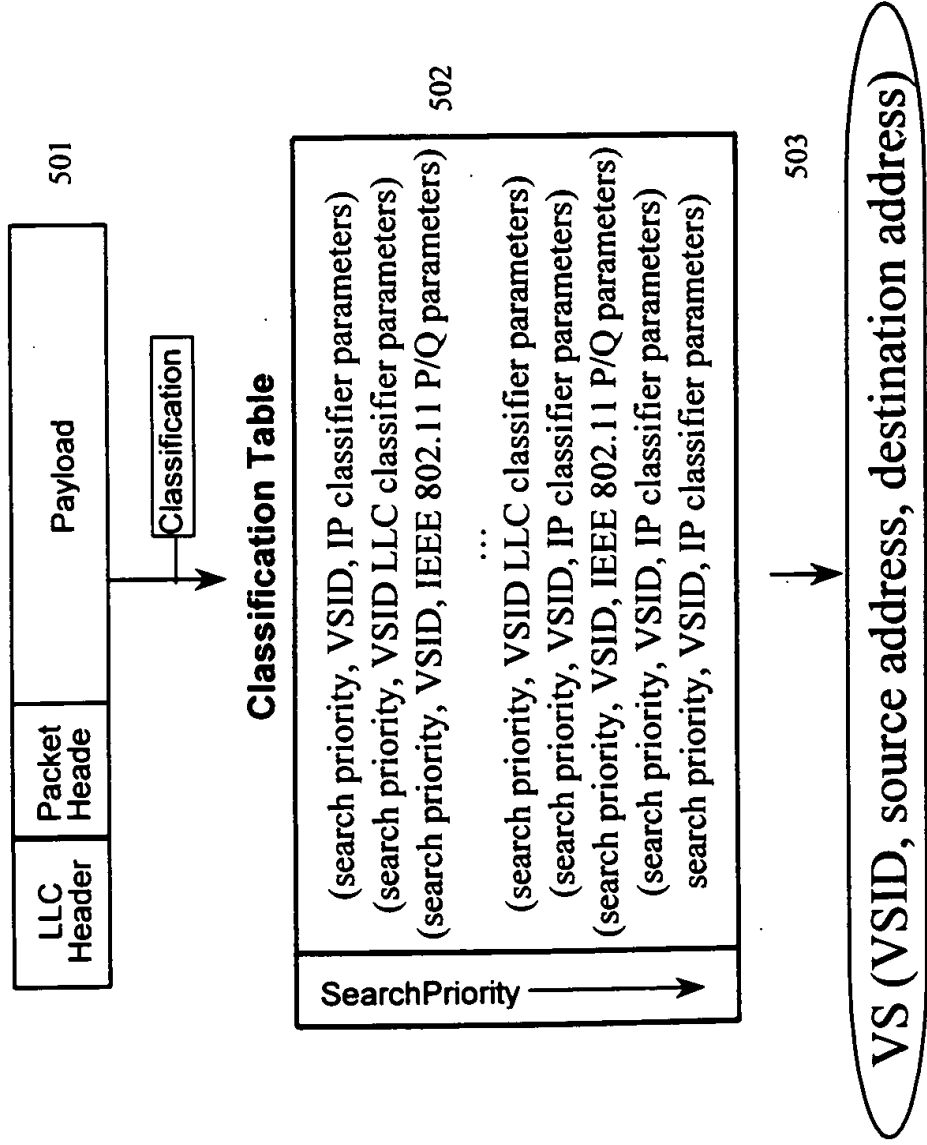 LLC
Header
Packet
Heade
Payload
501
Classification
Classification Table
502
SearchPriority
(search priority, VSID, IP classifier parameters)
(search priority, VSID LLC classifier parameters)
(search priority, VSID, IEEE 802.11 P/Q parameters)
...
(search priority, VSID LLC classifier parameters)
(search priority, VSID, IP classifier parameters)
(search priority, VSID, IEEE 802.11 P/Q parameters)
(search priority, VSID, IP classifier parameters)
search priority, VSID, IP classifier parameters)
503
VS (VSID, source address, destination address)